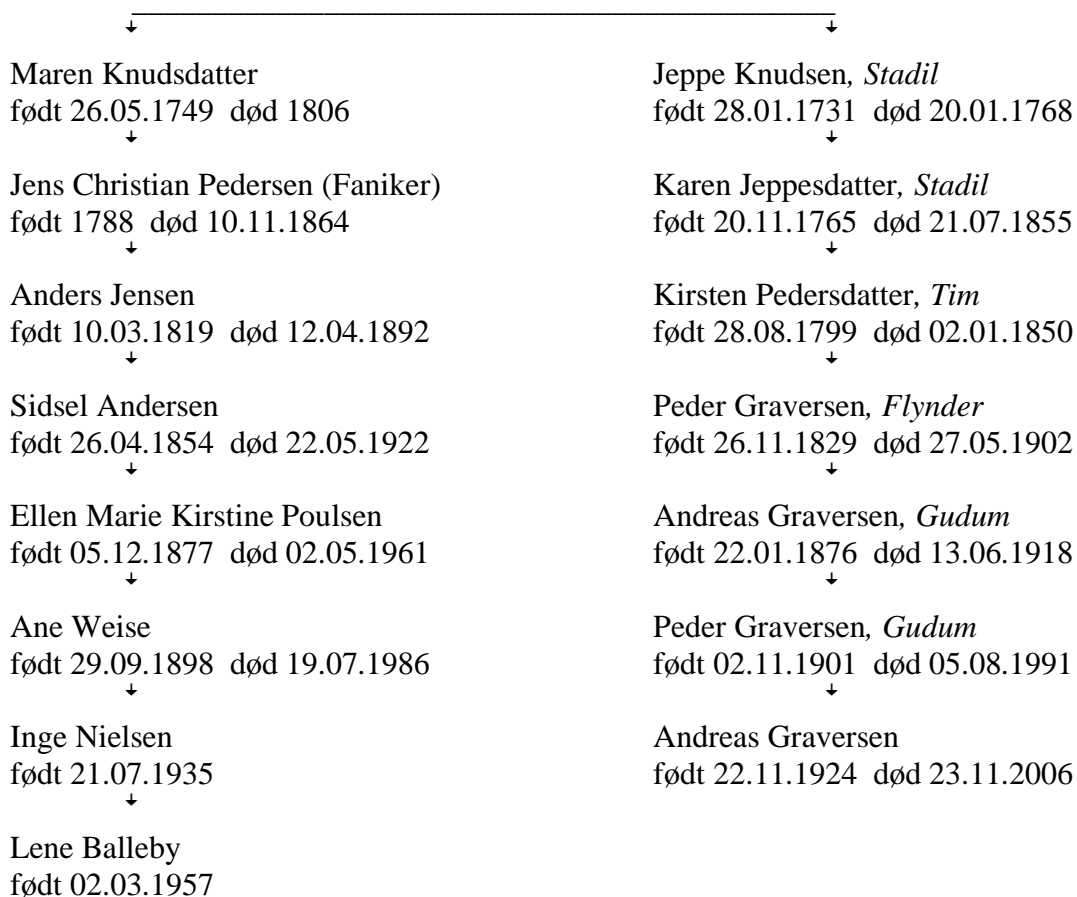 Maren Knudsdatter
født 26.05.1749 død 1806
Jens Christian Pedersen (Faniker)
født 1788 død 10.11.1864
Anders Jensen
født 10.03.1819 død 12.04.1892
Sidsel Andersen
født 26.04.1854 død 22.05.1922
Ellen Marie Kirstine Poulsen
født 05.12.1877 død 02.05.1961
Ane Weise
født 29.09.1898 død 19.07.1986
Inge Nielsen
født 21.07.1935
Lene Balleby
født 02.03.1957
Jeppe Knudsen, Stadil
født 28.01.1731 død 20.01.1768
Karen Jeppesdatter, Stadil
født 20.11.1765 død 21.07.1855
Kirsten Pedersdatter, Tim
født 28.08.1799 død 02.01.1850
Peder Graversen, Flynder
født 26.11.1829 død 27.05.1902
Andreas Graversen, Gudum
født 22.01.1876 død 13.06.1918
Peder Graversen, Gudum
født 02.11.1901 død 05.08.1991
Andreas Graversen
født 22.11.1924 død 23.11.2006